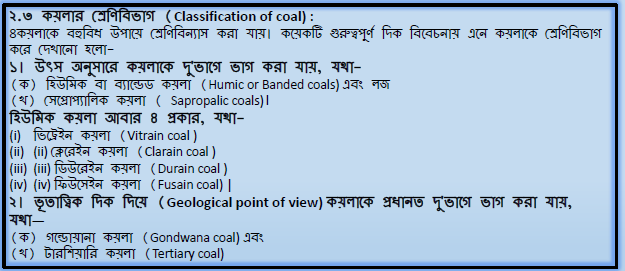 ২.৩ কয়লার শ্রেণিবিভাগ ( Classification of coal) :
৪কয়লাকে বহুবিধ উপায়ে শ্রেণিবিন্যাস করা যায়। কয়েকটি গুরুত্বপূর্ণ দিক বিবেচনায় এনে কয়লাকে শ্রেণিবিভাগ
করে দেখানো হলো–
১। উৎস অনুসারে কয়লাকে দু'ভাগে ভাগ করা যায়, যথা–
(ক) হিউমিক বা ব্যান্ডেড কয়লা (Humic or Banded coals) এবং লজ
(খ) সেপ্রোপ্যালিক কয়লা ( Sapropalic coals)।
হিউমিক কয়লা আবার ৪ প্রকার, যথা–
(i) ভিট্রেইন কয়লা (Vitrain coal )
(ii) (ii) ক্লেরেইন কয়লা (Clarain coal )
(iii) (iii) ডিউরেইন কয়লা (Durain coal )
(iv) (iv) ফিউসেইন কয়লা (Fusain coal) |
২। ভূতাত্বিক দিক দিয়ে (Geological point of view) কয়লাকে প্রধানত দু'ভাগে ভাগ করা যায়,
যথা—
(ক) গন্ডোয়ানা কয়লা (Gondwana coal) এবং
(খ) টারশিয়ারি কয়লা (Tertiary coal)